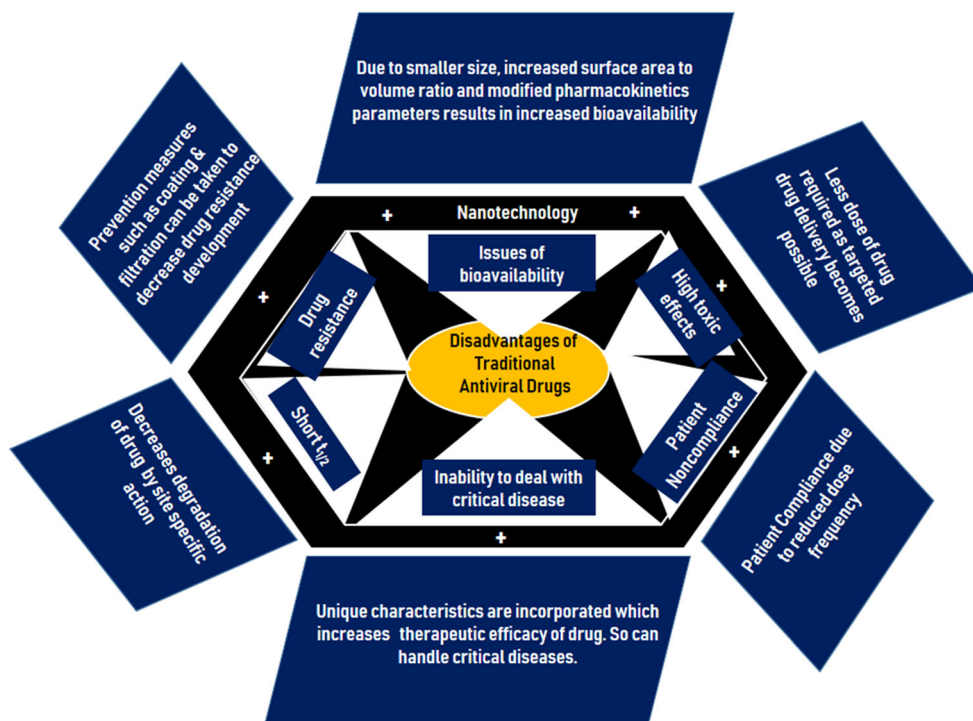 Due to smaller size, increased surface area to
volume ratio and modified pharmacokinetics
parameters results in increased bioavailability
Prevention measures
such as coating &
filtration can be taken to
decrease drug resistance
development
Less dose of drug
required as targeted
drug delivery becomes
possible
+
Nanotechnology
+
Issues of
bioavailability
+
Drug
resistance
High toxic
effects
+
Disadvantages of
Traditional
Antiviral Drugs
Short t1/2
Patient
Noncompliance
+
+
Inability to deal with
critical disease
+
Decreases degradation
of drug by site specific
action
Patient Compliance due
to reduced dose
frequency
Unique characteristics are incorporated which
increases therapeutic efficacy of drug. So can
handle critical diseases.